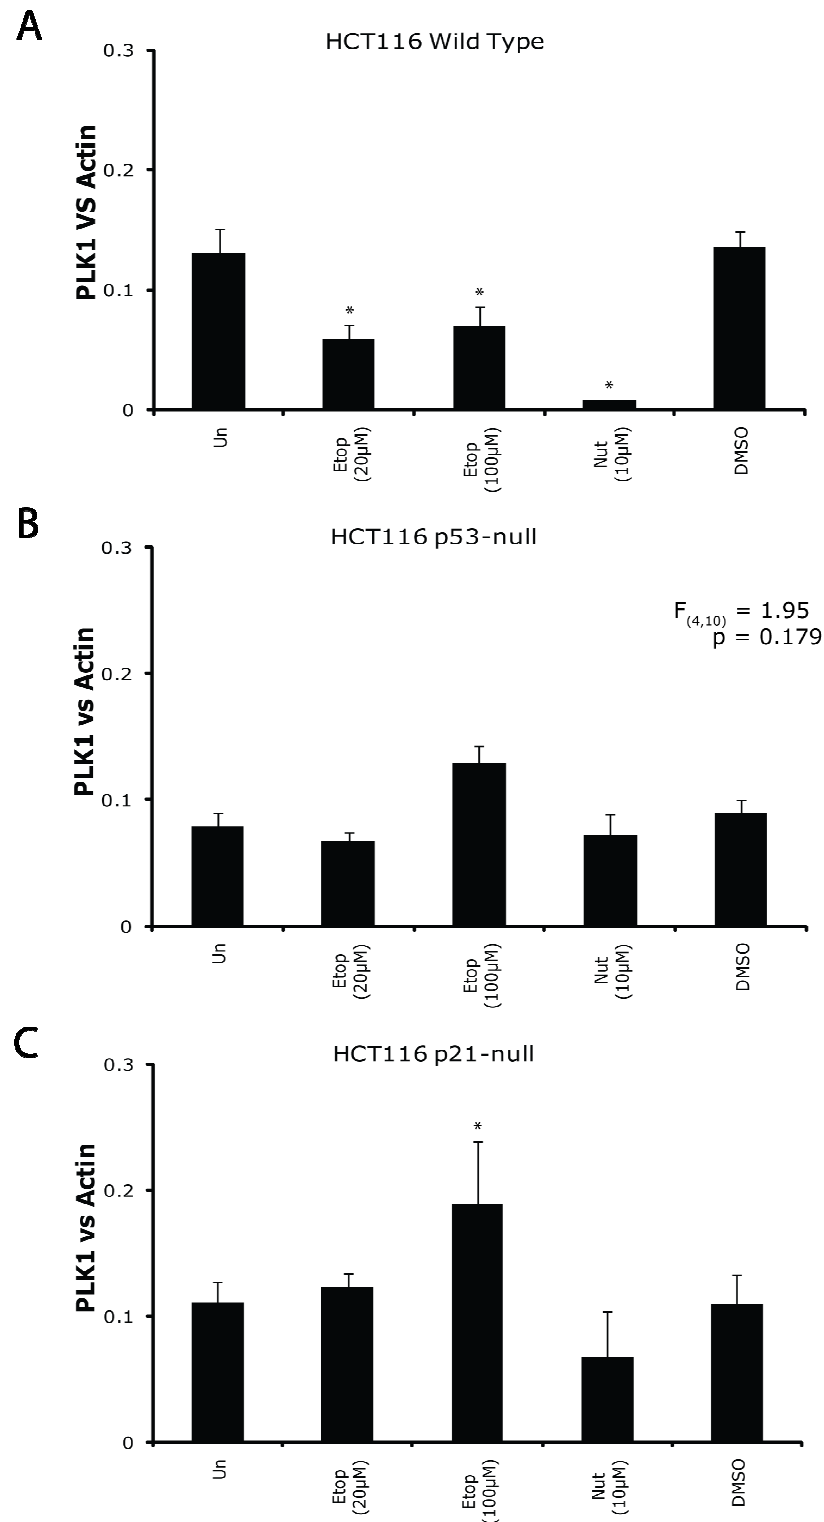 A
HCT116 Wild Type
0.3
0.2
0.1
0
PLK1 VS Actin
*
*
*
Un
Etop
(20µM)
Etop
(100µM)
Nut
(10µM)
DMSO
B
HCT116 p53-null
0.3
0.2
0.1
0
PLK1 vs Actin
F(4,10) = 1.95
p = 0.179
Un
Etop
(20µM)
Etop
(100µM)
Nut
(10µM)
DMSO
C
HCT116 p21-null
0.3
0.2
0.1
0
PLK1 vs Actin
*
Un
Etop
(20µM)
Etop
(100µM)
Nut
(10µM)
DMSO